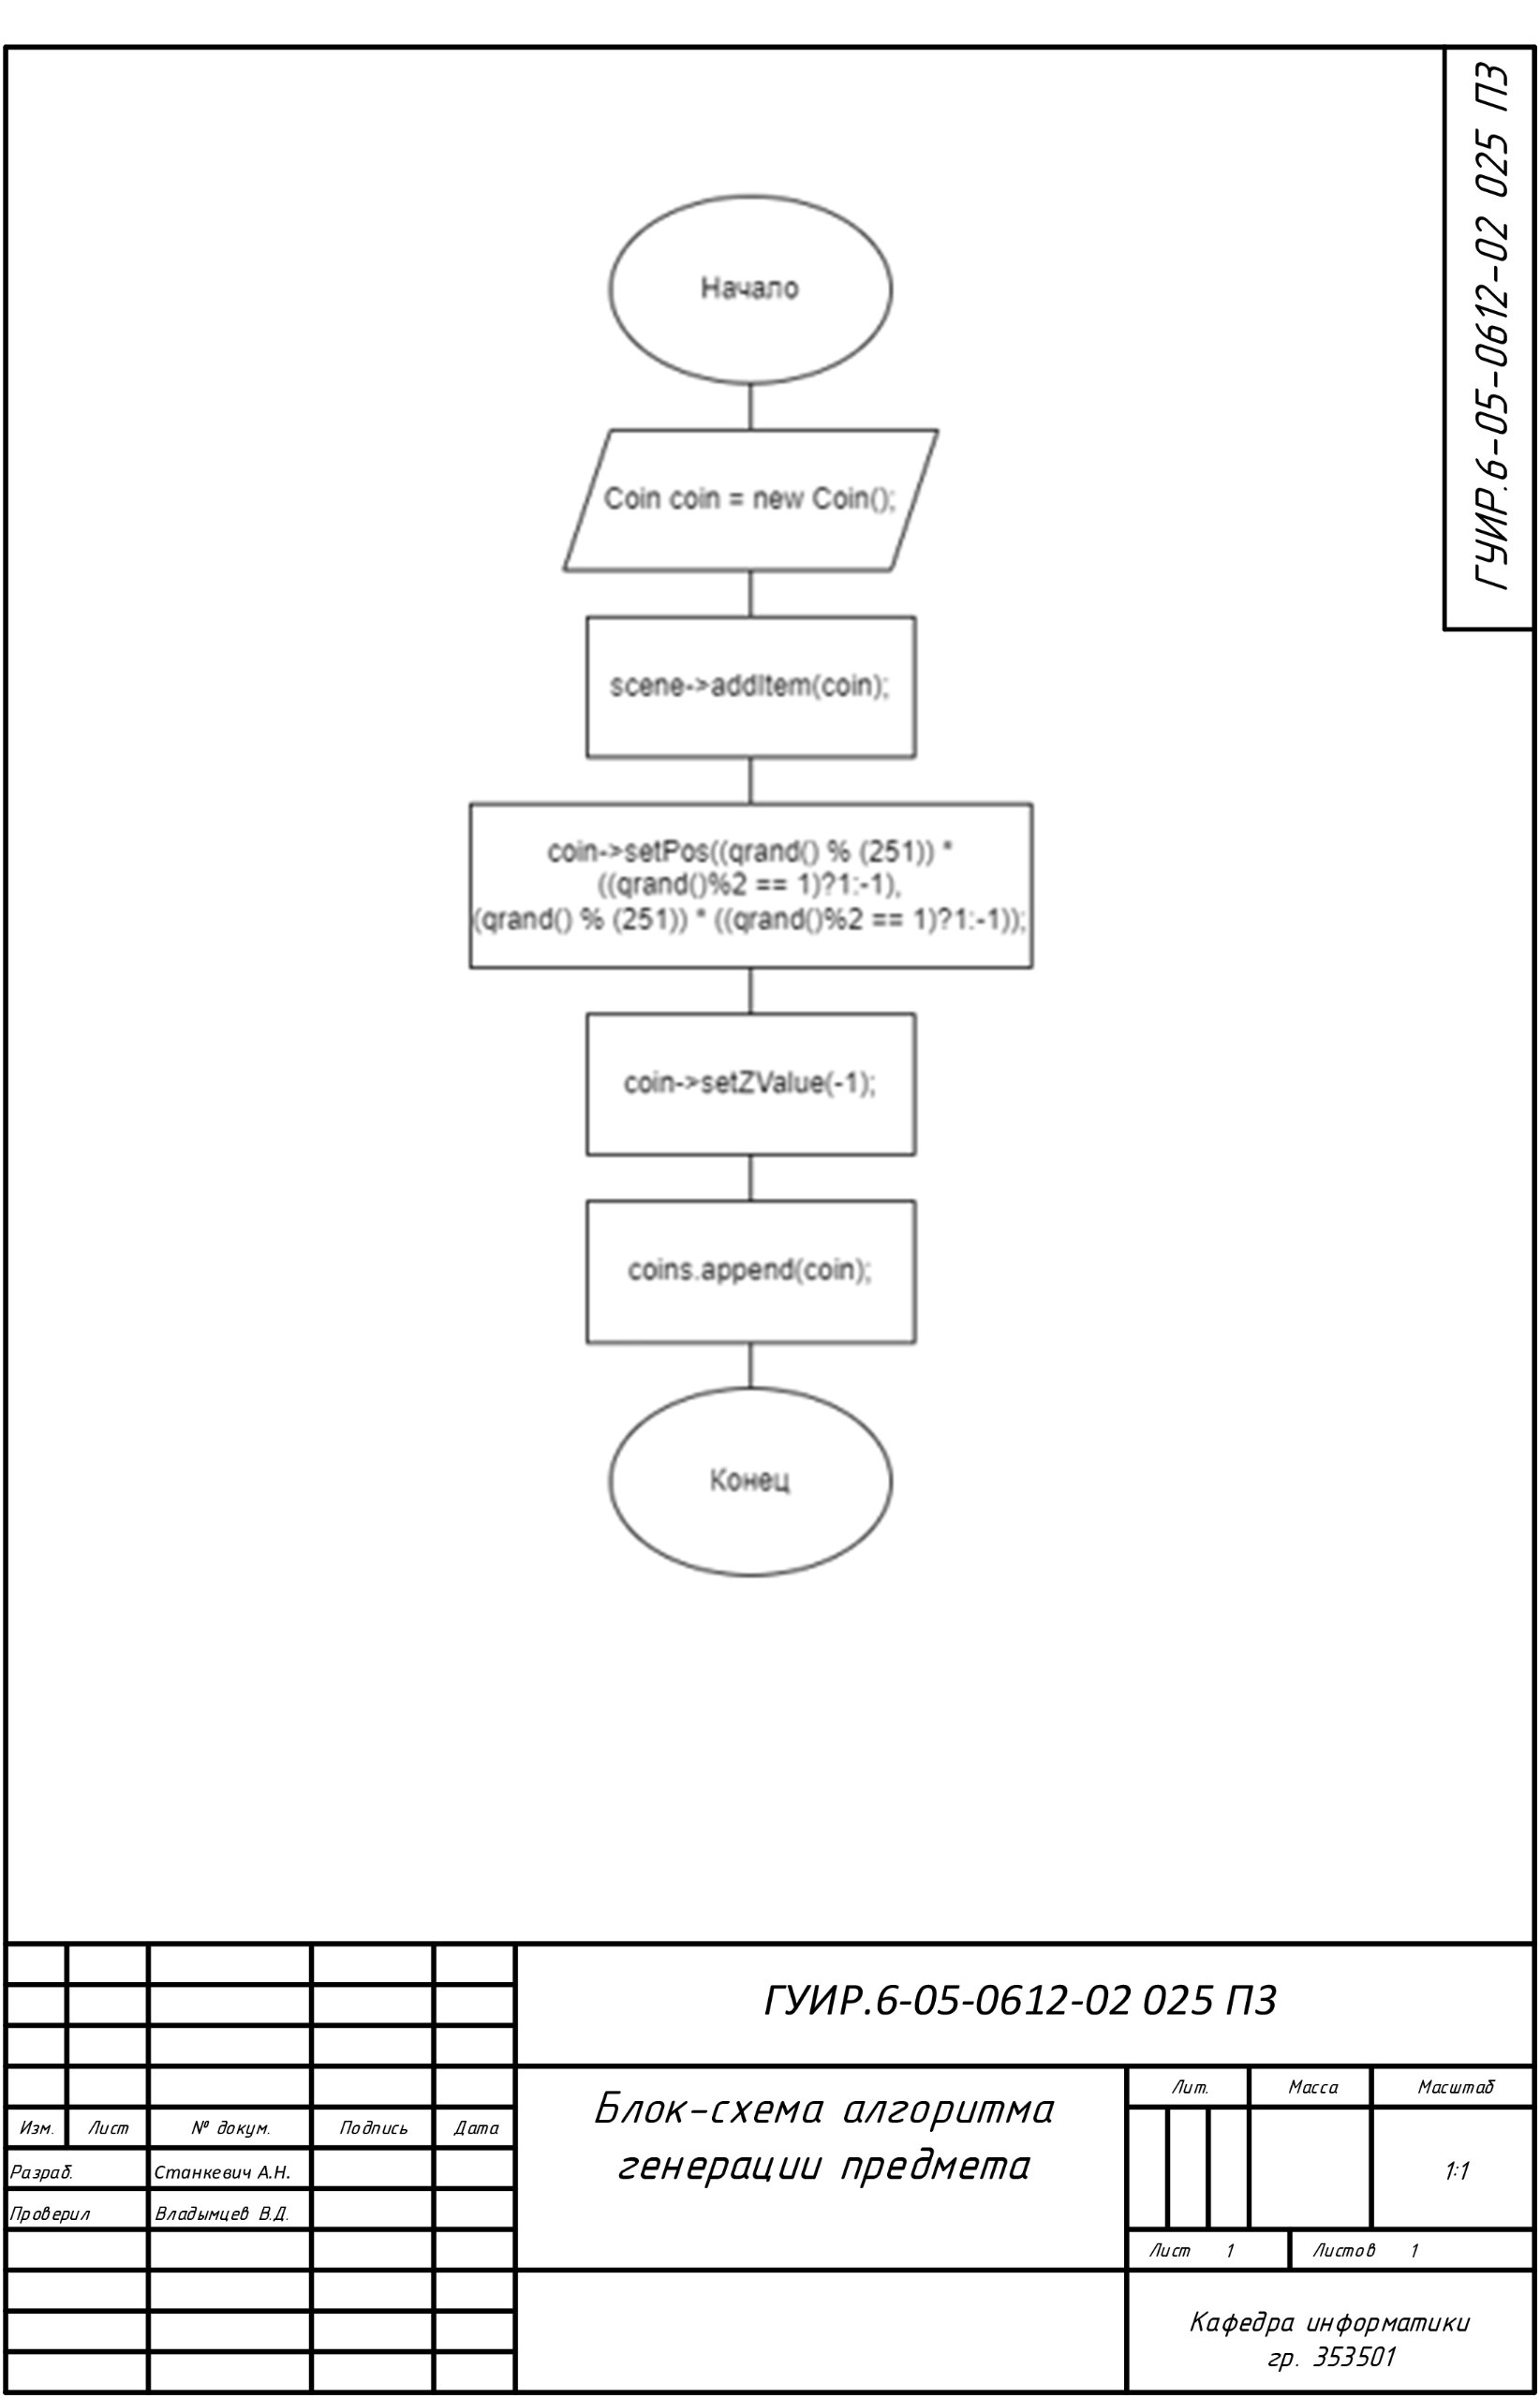 ГУИР.6-05-0612-02 025 ПЗ
Начало
Coin coin = new Coin();
scene->addItem(coin);
coin->setPos((qrand() % (251)) *
((qrand()%2 == 1)?1:-1),
(qrand() % (251)) * ((qrand()%2 == 1)?1:-1));
coin->setZValue(-1);
coins.append(coin);
Конец
ГУИР.6-05-0612-02 025 ПЗ
Блок-схема алгоритма
генерации предмета
Лит. Масса Масштаб
1:1
Лист 1 Листов 1
Изм. Лист № докум. Подпись Дата
Разраб. Станкевич А.Н.
Проверил Владымцев В.Д.
Кафедра информатики
гр. 353501